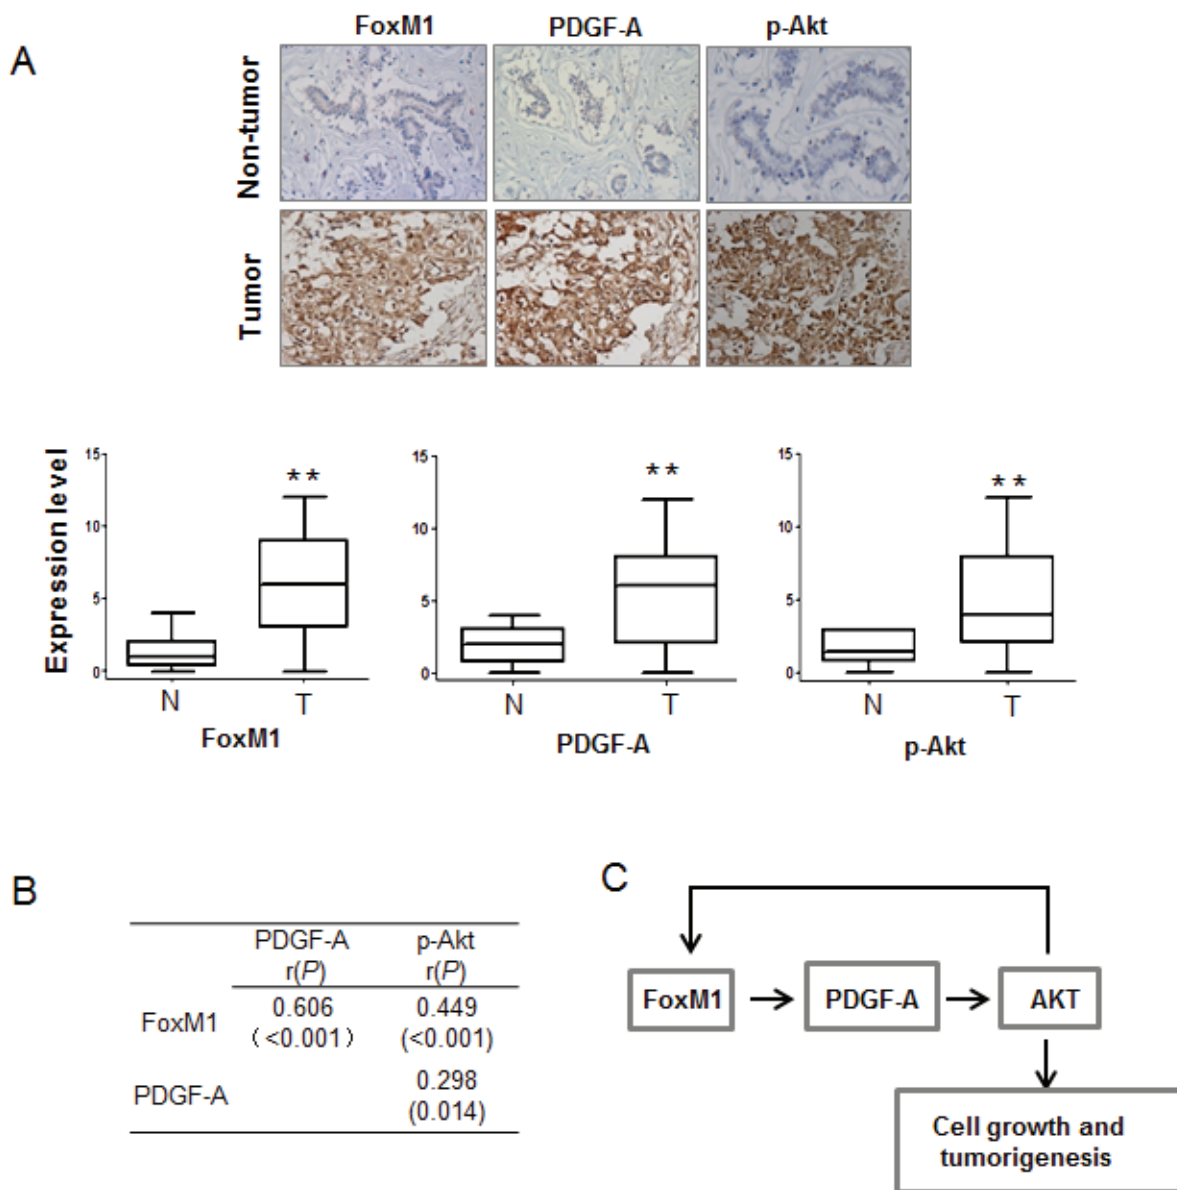 A
FoxM1
PDGF-A
p-Akt
Non-tumor
Tumor
Expression level
15
10
5
0
**
N
T
FoxM1
15
10
5
0
**
N
T
PDGF-A
15
10
5
0
**
N
T
p-Akt
B
PDGF-A p-Akt
r(P) r(P)
FoxM1 0.606 0.449
(<0.001) (<0.001)
PDGF-A 0.298
(0.014)
C
FoxM1
PDGF-A
AKT
Cell growth and
tumorigenesis